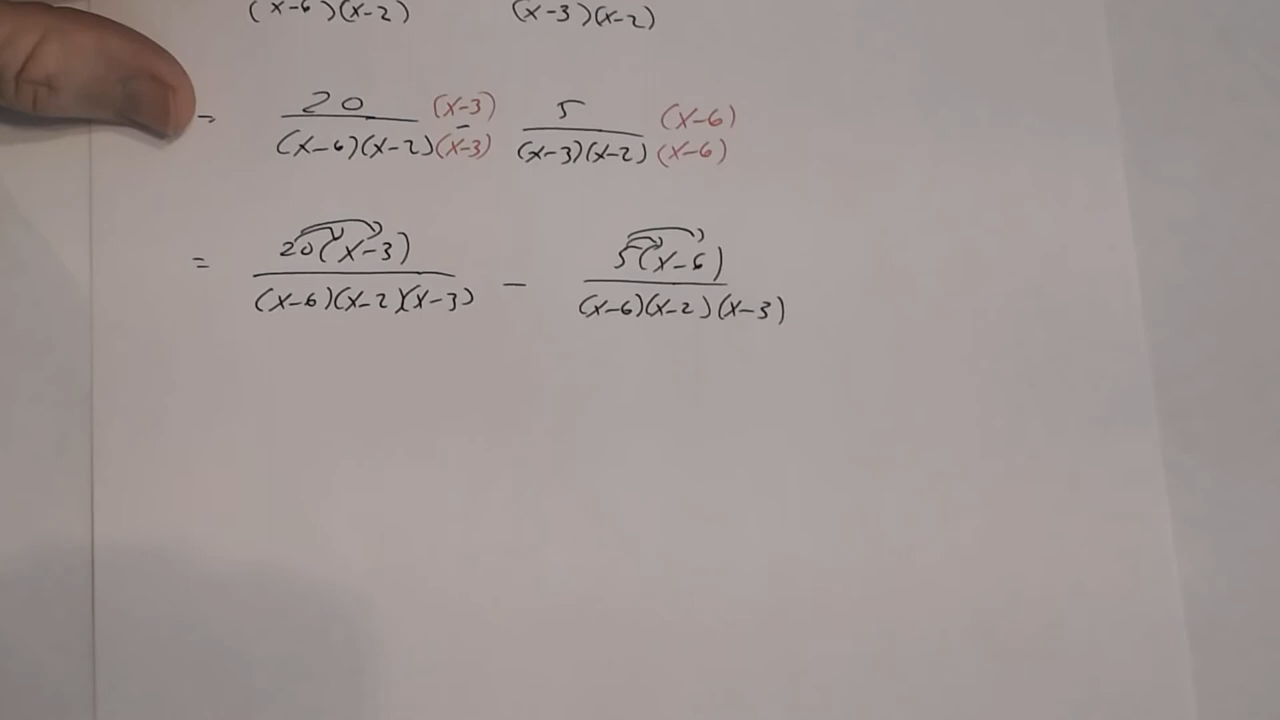 (x-6)(x-2) (x-3)(x-2)
20 (x-3) - 5 (x-6)
(x-6)(x-2)(x-3) (x-3)(x-2)(x-6)
= 20(x-3) - 5(x-6)
(x-6)(x-2)(x-3) (x-6)(x-2)(x-3)